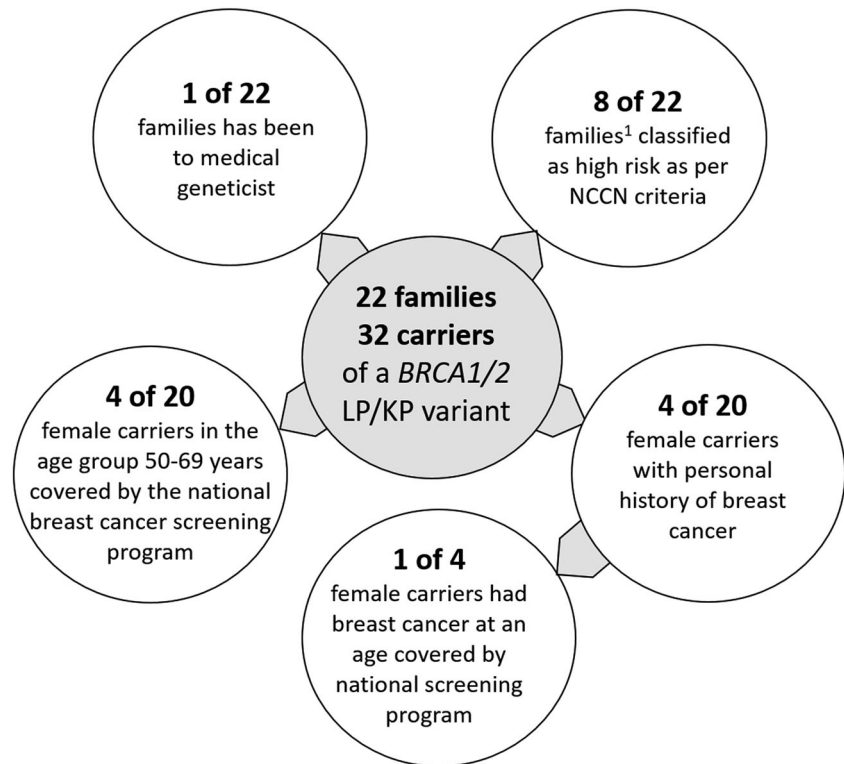 1 of 22
families has been
to medical
geneticist
8 of 22
families¹ classified
as high risk as per
NCCN criteria
22 families
32 carriers
of a BRCA1/2
LP/KP variant
4 of 20
female carriers in the
age group 50-69 years
covered by the national
breast cancer screening
program
4 of 20
female carriers
with personal
history of breast
cancer
1 of 4
female carriers had
breast cancer at an
age covered by
national screening
program